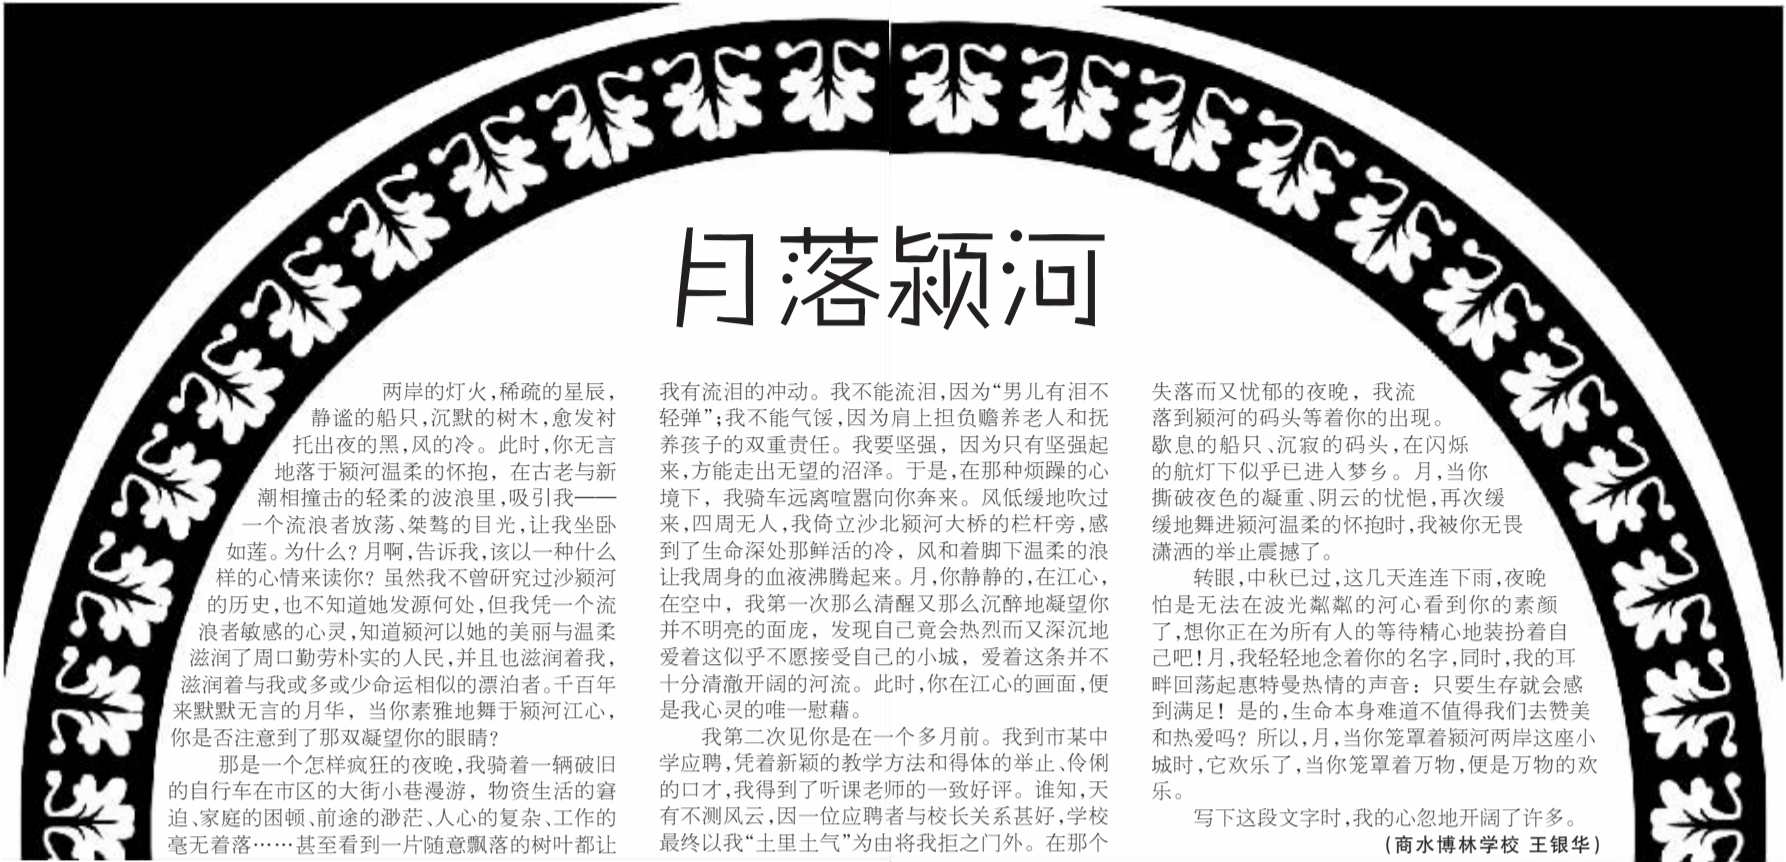 月落颍河
两岸的灯火,稀疏的星辰,
静谧的船只,沉默的树木,愈发衬
托出夜的黑,风的冷。此时,你无言
地落于颍河温柔的怀抱，在古老与新
潮相撞击的轻柔的波浪里,吸引我——
一个流浪者放荡、桀骜的目光,让我坐卧
如莲。为什么？月啊,告诉我,该以一种什么
样的心情来读你？虽然我不曾研究过沙颍河
的历史,也不知道她发源何处,但我凭一个流
浪者敏感的心灵,知道颍河以她的美丽与温柔
滋润了周口勤劳朴实的人民,并且也滋润着我,
滋润着与我或多或少命运相似的漂泊者。千百年
来默默无言的月华，当你素雅地舞于颍河江心,
你是否注意到了那双凝望你的眼睛？
那是一个怎样疯狂的夜晚,我骑着一辆破旧
的自行车在市区的大街小巷漫游，物资生活的窘
迫、家庭的困顿、前途的渺茫、人心的复杂、工作的
毫无着落……甚至看到一片随意飘落的树叶都让
我有流泪的冲动。我不能流泪,因为“男儿有泪不
轻弹”;我不能气馁,因为肩上担负赡养老人和抚
养孩子的双重责任。我要坚强，因为只有坚强起
来,方能走出无望的沼泽。于是,在那种烦躁的心
境下，我骑车远离喧嚣向你奔来。风低缓地吹过
来,四周无人,我倚立沙北颍河大桥的栏杆旁,感
到了生命深处那鲜活的冷，风和着脚下温柔的浪
让我周身的血液沸腾起来。月,你静静的,在江心,
在空中，我第一次那么清醒又那么沉醉地凝望你
并不明亮的面庞，发现自己竟会热烈而又深沉地
爱着这似乎不愿接受自己的小城，爱着这条并不
十分清澈开阔的河流。此时,你在江心的画面,便
是我心灵的唯一慰藉。
我第二次见你是在一个多月前。我到市某中
学应聘,凭着新颖的教学方法和得体的举止、伶俐
的口才,我得到了听课老师的一致好评。谁知,天
有不测风云,因一位应聘者与校长关系甚好,学校
最终以我“土里土气”为由将我拒之门外。在那个
失落而又忧郁的夜晚，我流
落到颍河的码头等着你的出现。
歇息的船只、沉寂的码头,在闪烁
的航灯下似乎已进入梦乡。月,当你
撕破夜色的凝重、阴云的忧悒,再次缓
缓地舞进颍河温柔的怀抱时,我被你无畏
潇洒的举止震撼了。
转眼,中秋已过,这几天连连下雨,夜晚
怕是无法在波光粼粼的河心看到你的素颜
了,想你正在为所有人的等待精心地装扮着自
己吧！月,我轻轻地念着你的名字,同时,我的耳
畔回荡起惠特曼热情的声音：只要生存就会感
到满足！是的,生命本身难道不值得我们去赞美
和热爱吗？所以,月,当你笼罩着颍河两岸这座小
城时,它欢乐了,当你笼罩着万物,便是万物的欢
乐。
写下这段文字时,我的心忽地开阔了许多。
(商水博林学校 王银华)